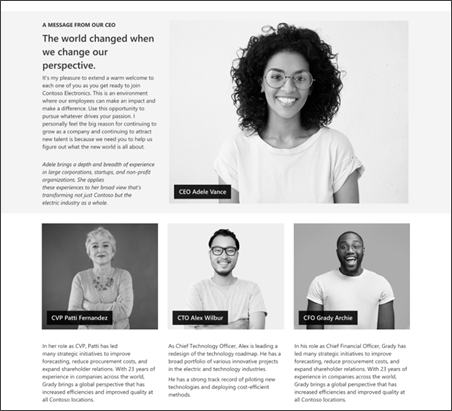 A MESSAGE FROM OUR CEO
The world changed when
we change our
perspective.
It's my pleasure to extend a warm welcome to
each one of you as you get ready to join
Contoso Electronics. This is an environment
where our employees can make an impact and
make a difference. Use this opportunity to
pursue whatever drives your passion. I
personally feel the big reason for continuing to
grow as a company and continuing to attract
new talent is because we need you to help us
figure out what the new world is all about.
Adele brings a depth and breadth of experience
in large corporations, startups, and non-profit
organizations. She applies
these experiences to her broad view that's
transforming not just Contoso but the
electric industry as a whole.
CEO Adele Vance
CVP Patti Fernandez
CTO Alex Wilbur
CFO Grady Archie
In her role as CVP, Patti has led
many strategic initiatives to improve
forecasting, reduce procurement costs, and
expand shareholder relations. With 23 years of
experience in companies across the world,
Grady brings a global perspective that has
increased efficiencies and improved quality at
all Contoso locations.
As Chief Technology Officer, Alex is leading a
redesign of the technology roadmap. He has a
broad portfolio of various innovative projects
in the electric and technology industries.
He has a strong track record of piloting new
technologies and deploying cost-efficient
methods.
In his role as Chief Financial Officer, Grady has
led many strategic initiatives to improve
forecasting, reduce procurement costs, and
expand shareholder relations. With 23 years of
experience in companies across the world,
Grady brings a global perspective that has
increased efficiencies and improved quality at
all Contoso locations.